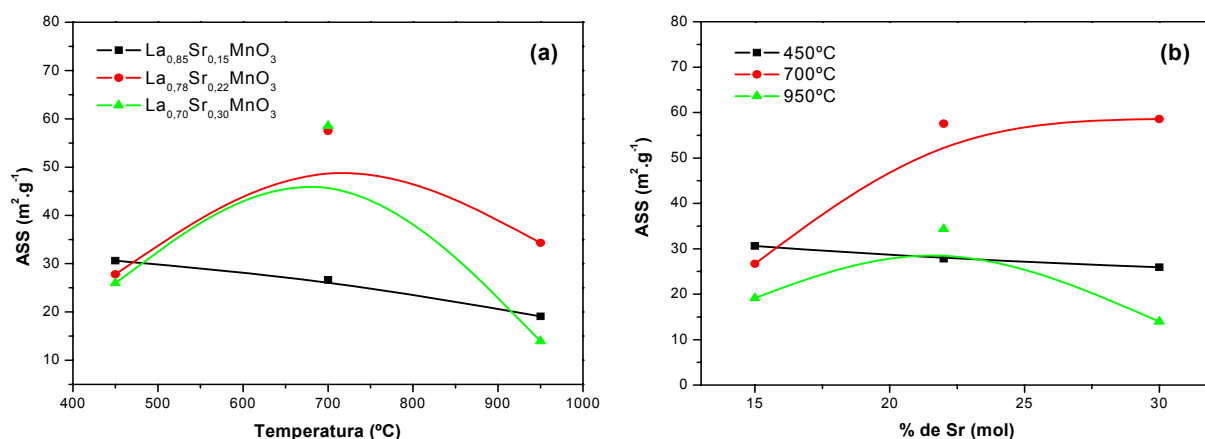 (a)
La0,85Sr0,15MnO3
La0,78Sr0,22MnO3
La0,70Sr0,30MnO3
80
70
60
50
40
30
20
10
ASS (m².g⁻¹)
400 500 600 700 800 900 1000
Temperatura (ºC)
(b)
450ºC
700ºC
950ºC
80
70
60
50
40
30
20
10
0
ASS (m².g⁻¹)
15 20 25 30
% de Sr (mol)